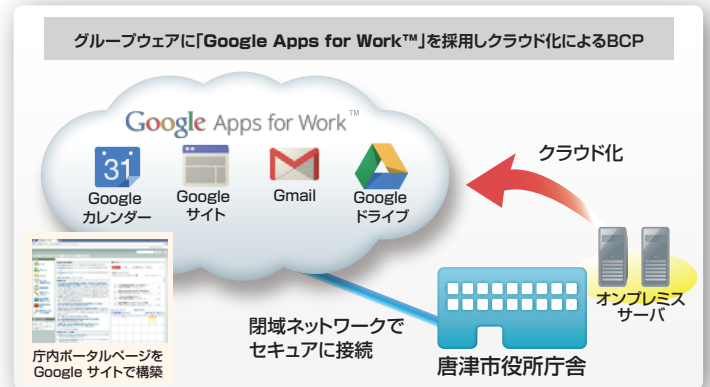 グループウェアに「Google Apps for Work™」を採用しクラウド化によるBCP
Google Apps for Work™
31
Google
カレンダー
Google
サイト
Gmail
Google
ドライブ
クラウド化
オンプレミス
サーバ
閉域ネットワークで
セキュアに接続
唐津市役所庁舎
庁内ポータルページを
Google サイトで構築